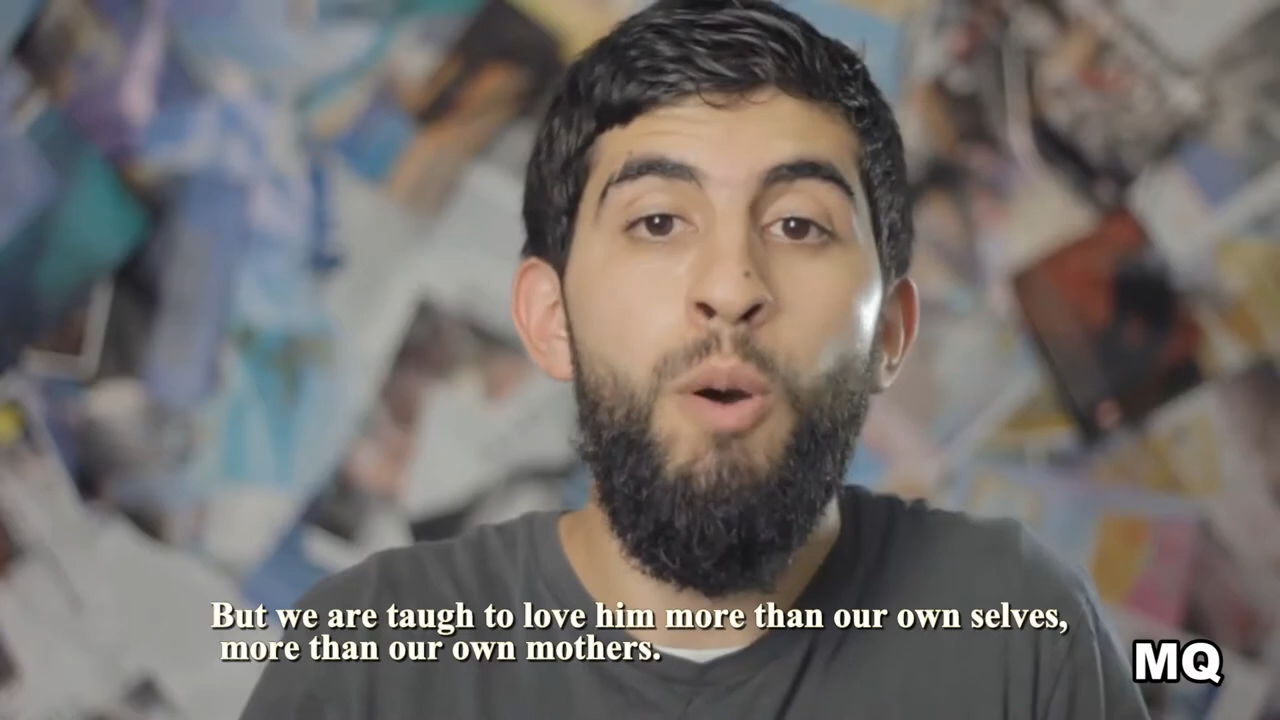 But we are taugh to love him more than our own selves,
more than our own mothers.
MQ